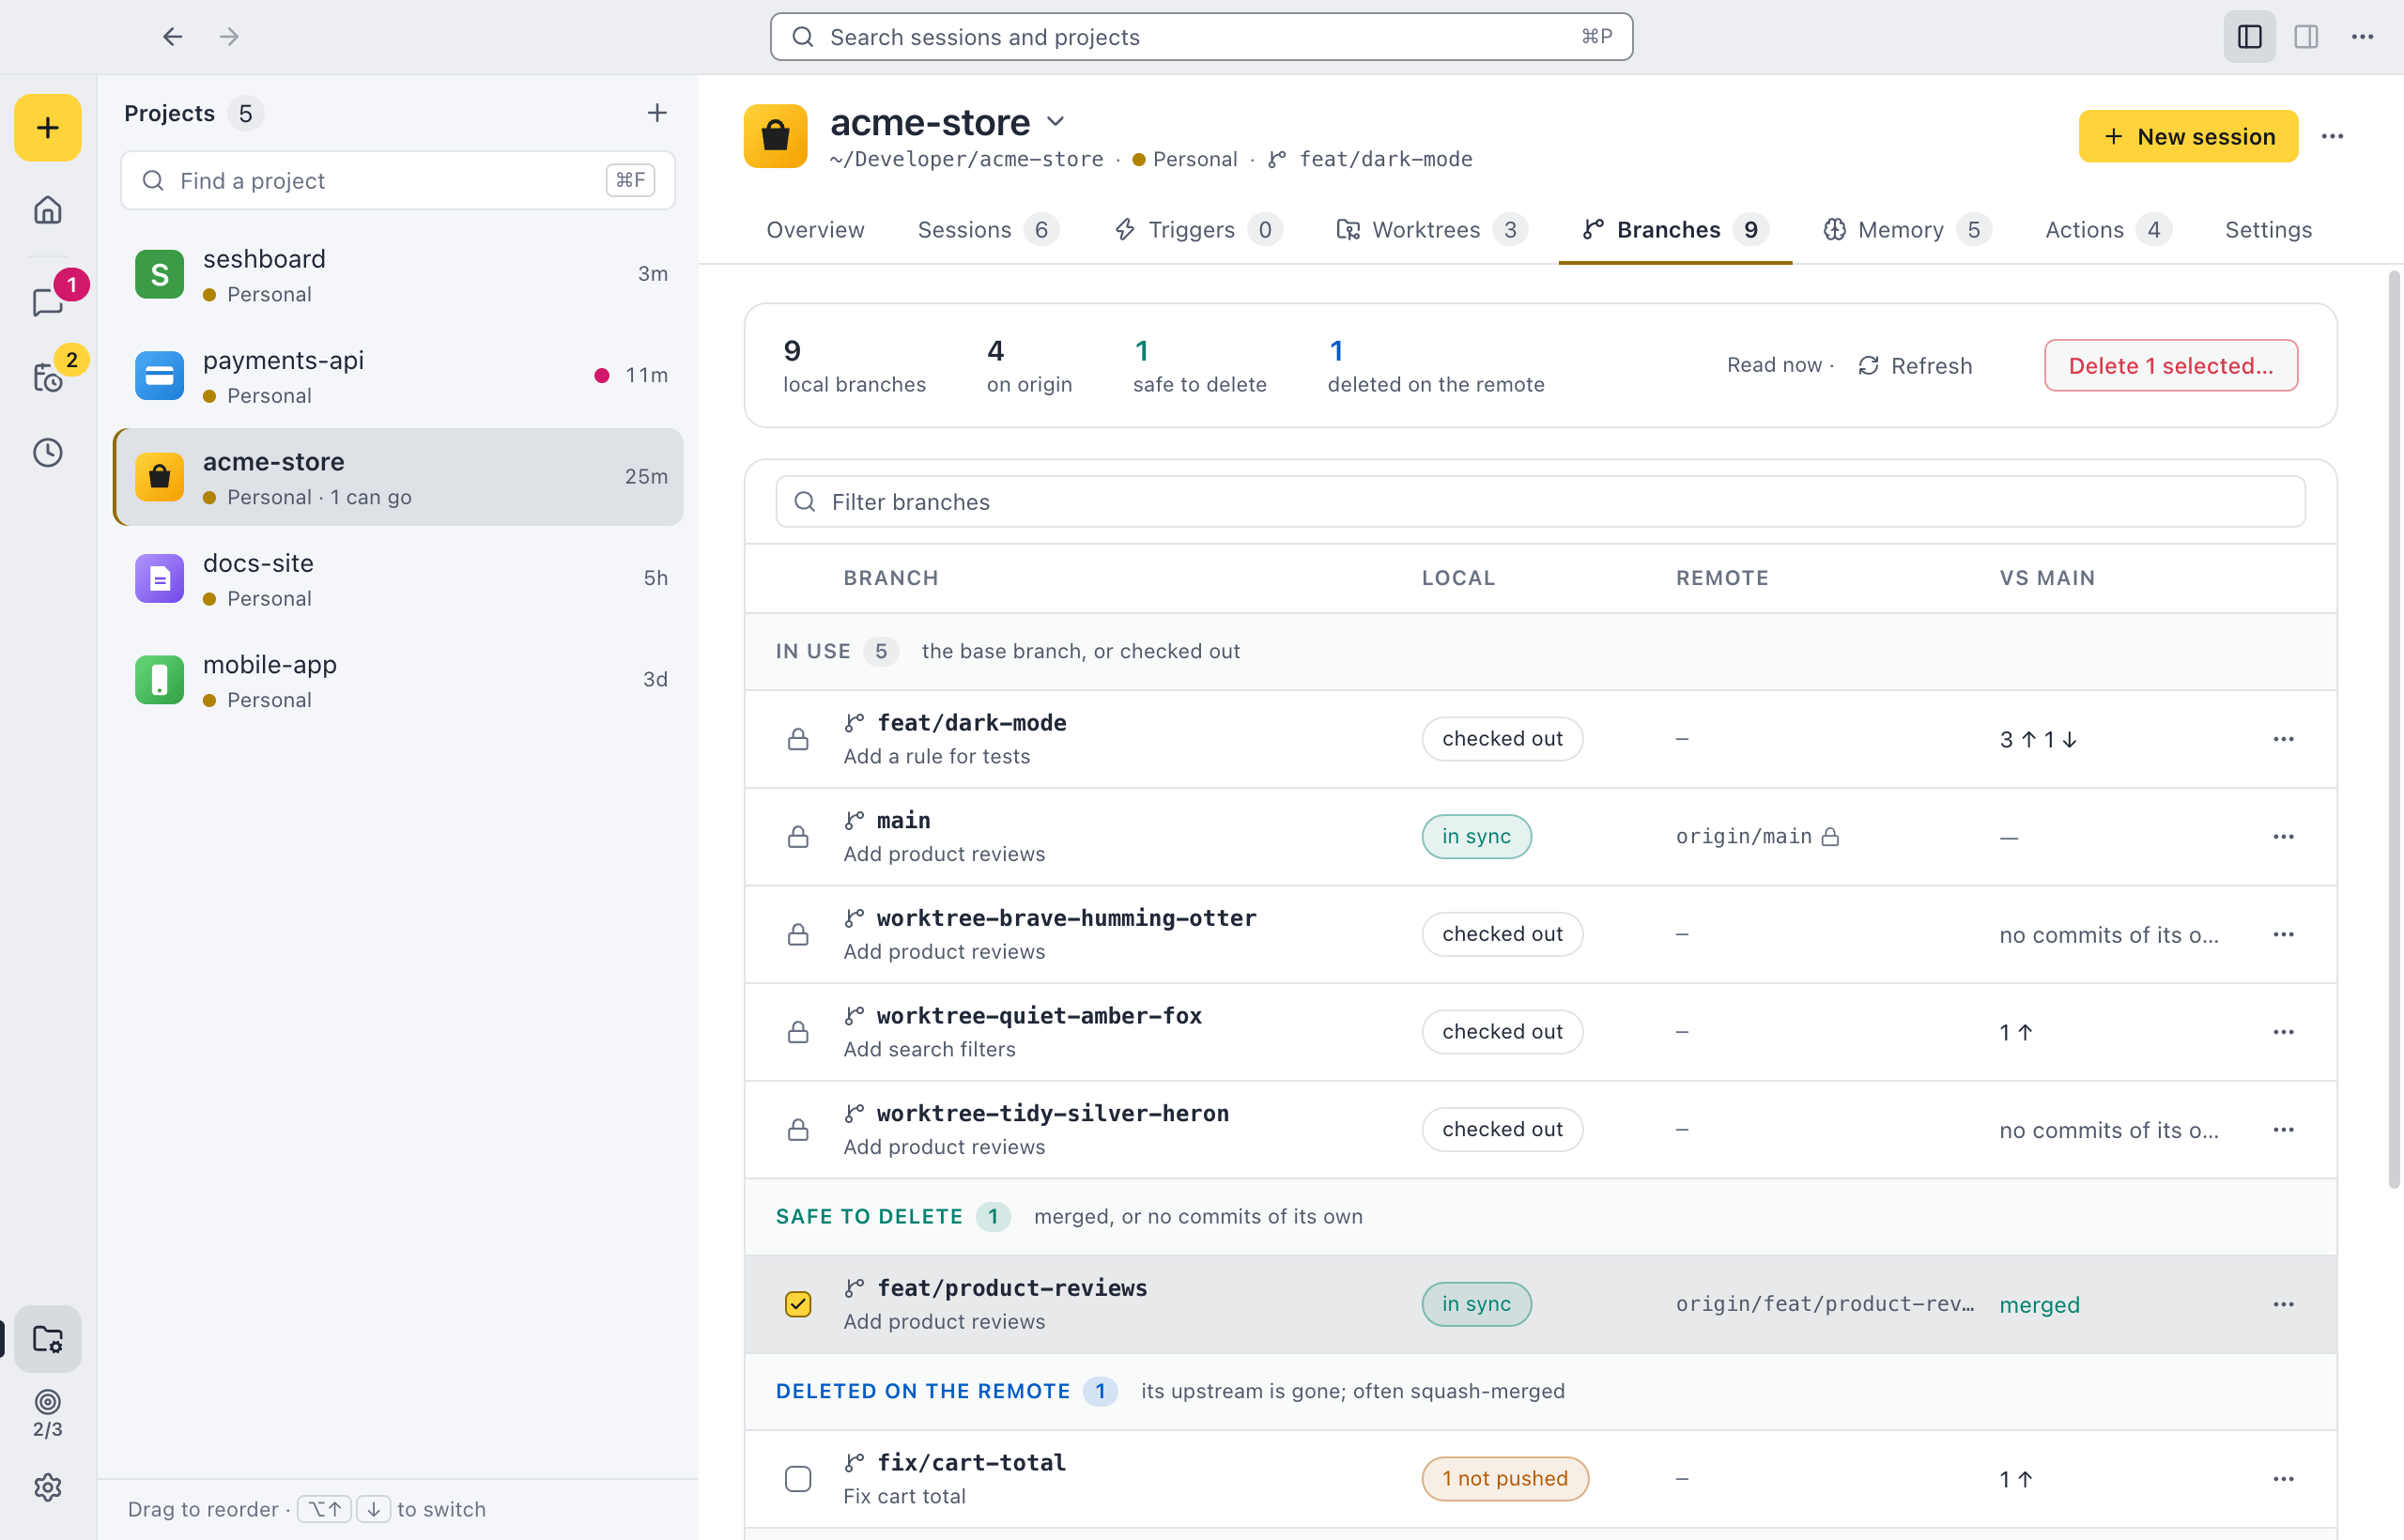 Search sessions and projects ⌘P
Projects 5
Find a project ⌘F
S seshboard 3m
Personal
payments-api 11m
Personal
acme-store 25m
Personal · 1 can go
docs-site 5h
Personal
mobile-app 3d
Personal
1
2
2/3
Drag to reorder · ⌥↑ ↓ to switch
acme-store
~/Developer/acme-store · Personal · feat/dark-mode
+ New session
Overview Sessions 6 Triggers 0 Worktrees 3 Branches 9 Memory 5 Actions 4 Settings
9 4 1 1
local branches on origin safe to delete deleted on the remote
Read now · Refresh Delete 1 selected...
Filter branches
BRANCH LOCAL REMOTE VS MAIN
IN USE 5 the base branch, or checked out
feat/dark-mode checked out – 3 ↑ 1 ↓
Add a rule for tests
main in sync origin/main —
Add product reviews
worktree-brave-humming-otter checked out – no commits of its o...
Add product reviews
worktree-quiet-amber-fox checked out – 1 ↑
Add search filters
worktree-tidy-silver-heron checked out – no commits of its o...
Add product reviews
SAFE TO DELETE 1 merged, or no commits of its own
feat/product-reviews in sync origin/feat/product-rev... merged
Add product reviews
DELETED ON THE REMOTE 1 its upstream is gone; often squash-merged
fix/cart-total 1 not pushed – 1 ↑
Fix cart total